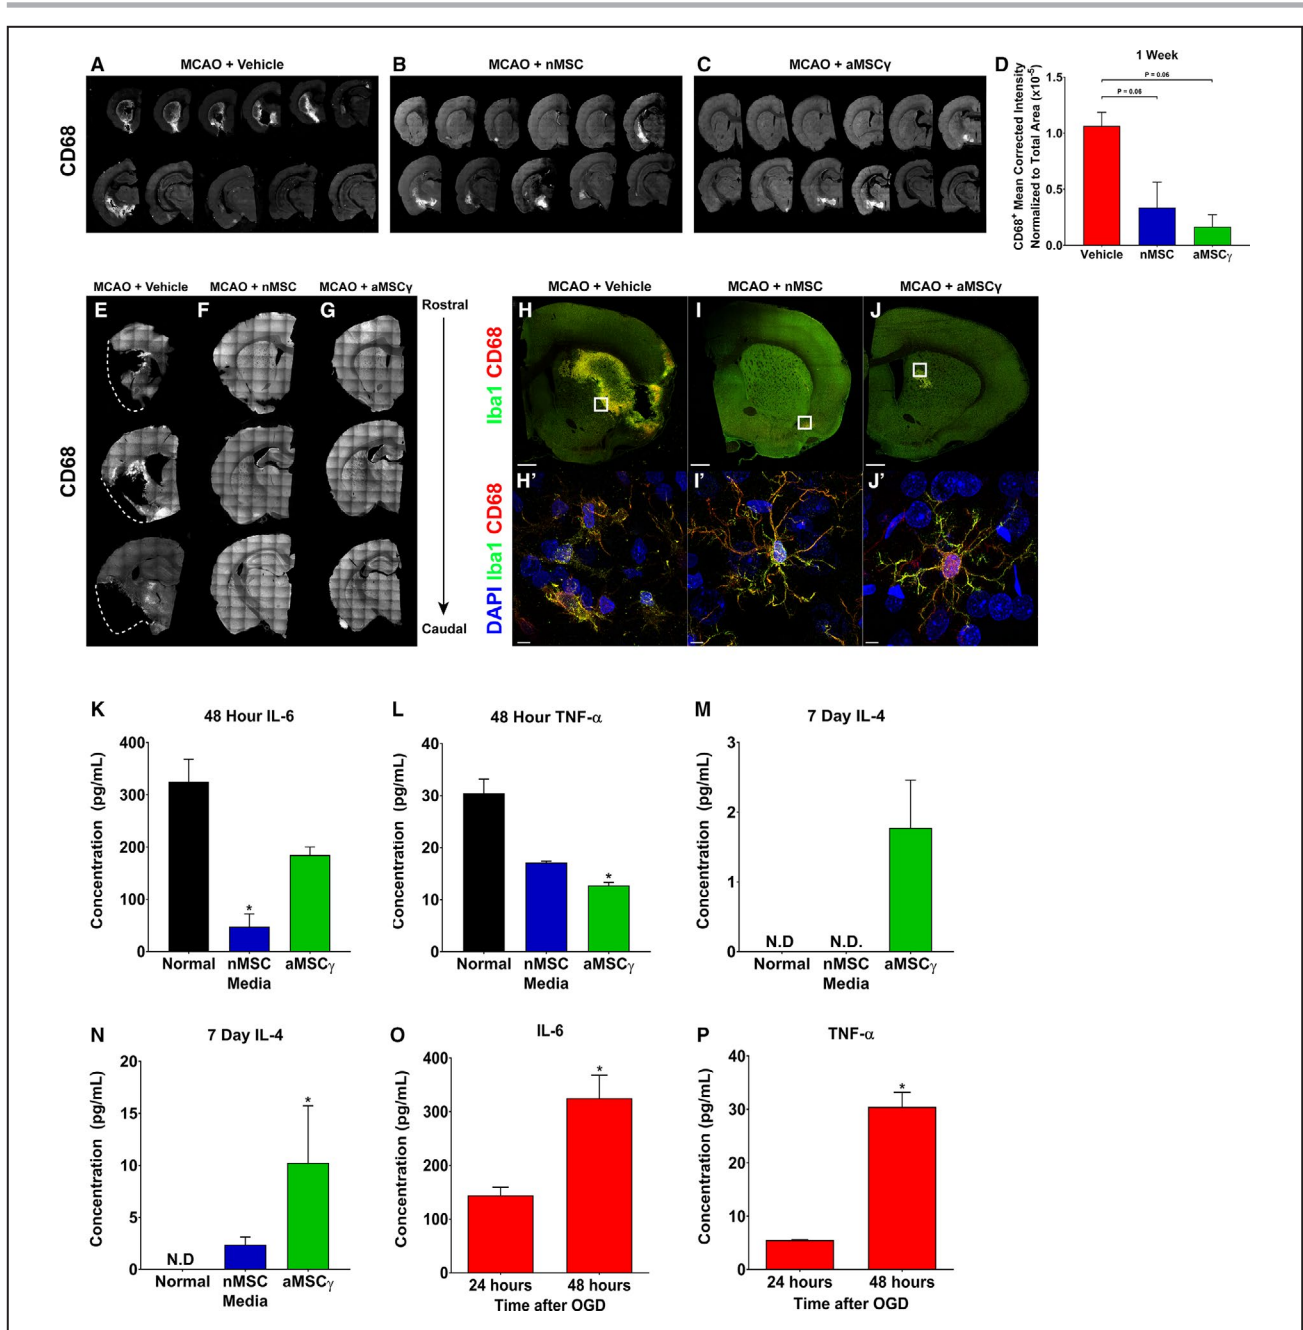 A MCAO + Vehicle
B MCAO + nMSC
C MCAO + aMSCγ
CD68
D 1 Week
CD68+ Mean Corrected Intensity
Normalized to Total Area (x10-5)
1.5
1.0
0.5
0.0
P = 0.06
P = 0.06
Vehicle nMSC aMSCγ
MCAO + Vehicle MCAO + nMSC MCAO + aMSCγ
E F G
CD68
Rostral
Caudal
MCAO + Vehicle MCAO + nMSC MCAO + aMSCγ
H I J
Iba1 CD68
H' I' J'
DAPI Iba1 CD68
K 48 Hour IL-6
Concentration (pg/mL)
400
300
200
100
0
*
Normal nMSC aMSCγ
Media
L 48 Hour TNF-α
Concentration (pg/mL)
40
30
20
10
0
*
Normal nMSC aMSCγ
Media
M 7 Day IL-4
Concentration (pg/mL)
3
2
1
0
N.D N.D.
Normal nMSC aMSCγ
Media
N 7 Day IL-4
Concentration (pg/mL)
20
15
10
5
0
N.D
*
Normal nMSC aMSCγ
Media
O IL-6
Concentration (pg/mL)
400
300
200
100
0
*
24 hours 48 hours
Time after OGD
P TNF-α
Concentration (pg/mL)
40
30
20
10
0
*
24 hours 48 hours
Time after OGD